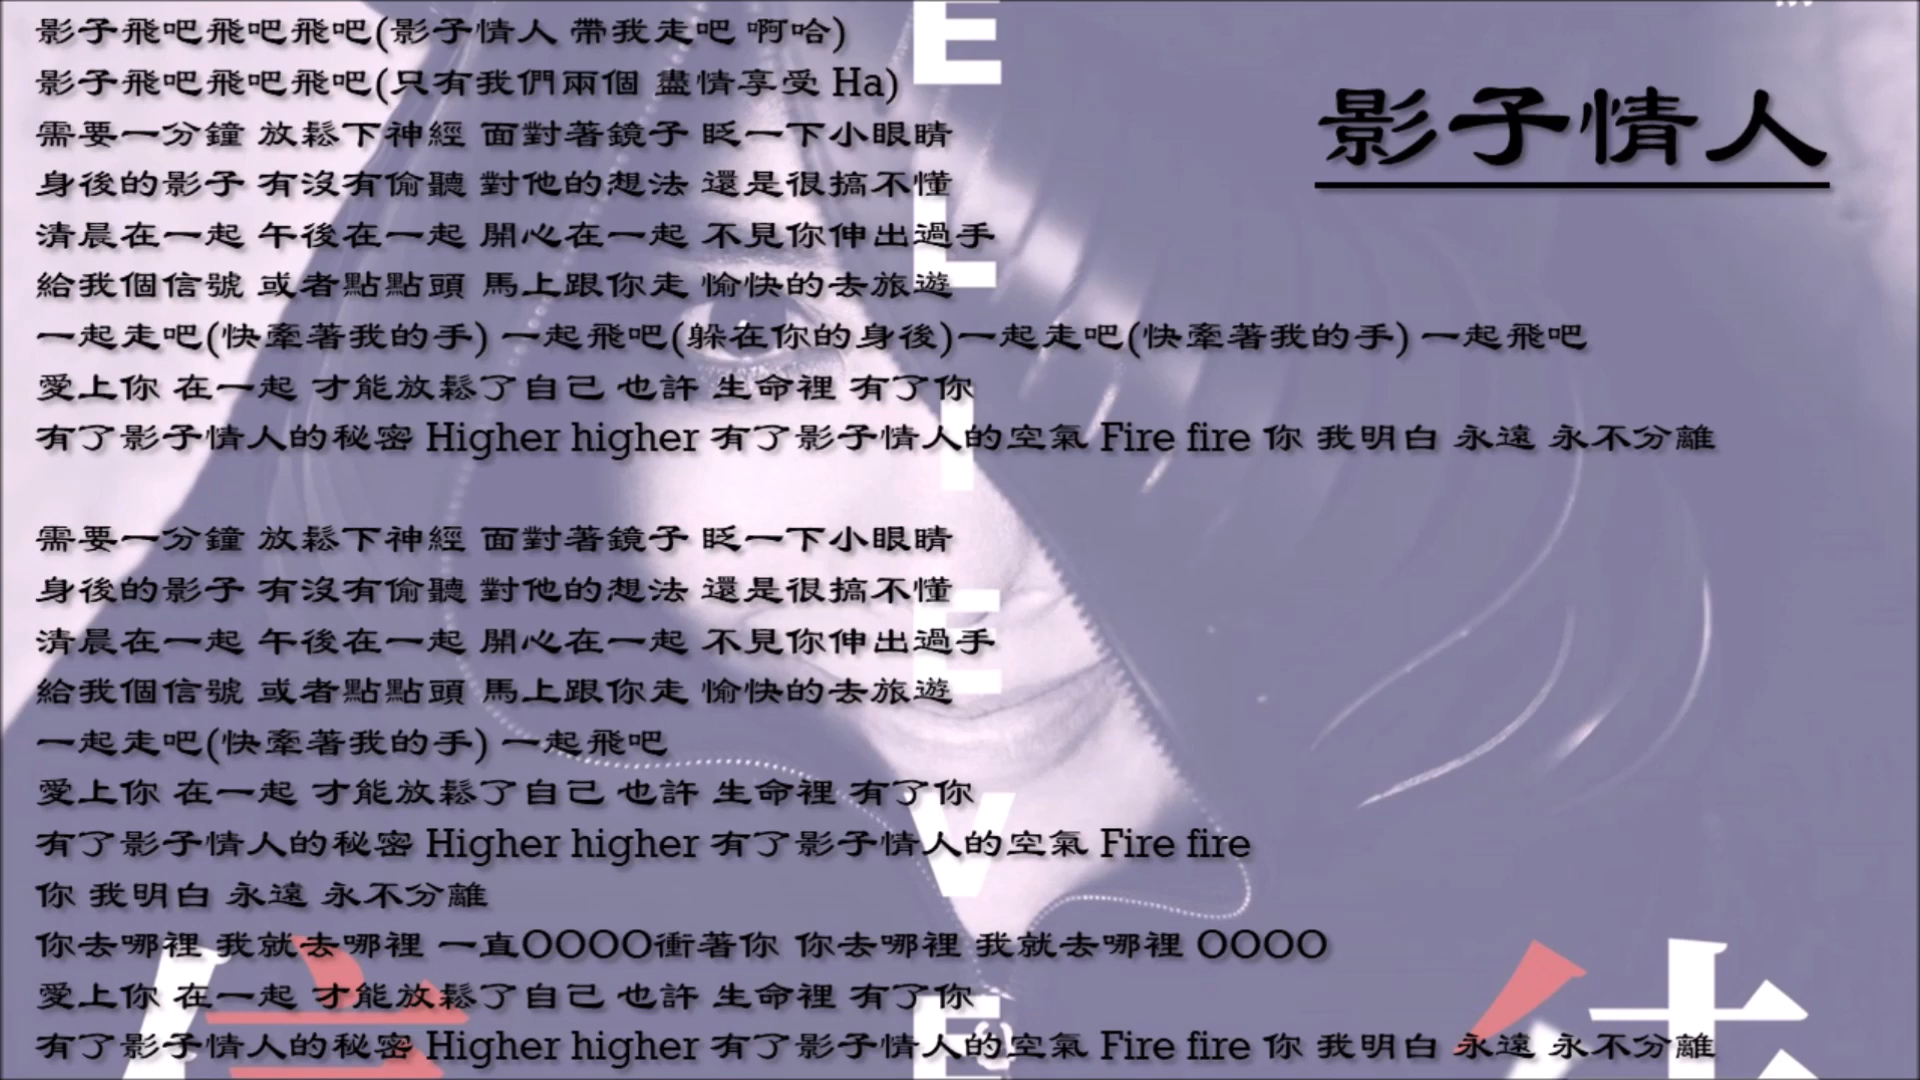 影子飛吧飛吧飛吧(影子情人 帶我走吧 啊哈)
影子飛吧飛吧飛吧(只有我們兩個 盡情享受 Ha)
需要一分鐘 放鬆下神經 面對著鏡子 眨一下小眼睛
身後的影子 有沒有偷聽 對他的想法 還是很搞不懂
清晨在一起 午後在一起 開心在一起 不見你伸出過手
給我個信號 或者點點頭 馬上跟你走 愉快的去旅遊
一起走吧(快牽著我的手) 一起飛吧(躲在你的身後)一起走吧(快牽著我的手) 一起飛吧
愛上你 在一起 才能放鬆了自己 也許 生命裡 有了你
有了影子情人的秘密 Higher higher 有了影子情人的空氣 Fire fire 你 我明白 永遠 永不分離
需要一分鐘 放鬆下神經 面對著鏡子 眨一下小眼睛
身後的影子 有沒有偷聽 對他的想法 還是很搞不懂
清晨在一起 午後在一起 開心在一起 不見你伸出過手
給我個信號 或者點點頭 馬上跟你走 愉快的去旅遊
一起走吧(快牽著我的手) 一起飛吧
愛上你 在一起 才能放鬆了自己 也許 生命裡 有了你
有了影子情人的秘密 Higher higher 有了影子情人的空氣 Fire fire
你 我明白 永遠 永不分離
你去哪裡 我就去哪裡 一直OOOO衝著你 你去哪裡 我就去哪裡 OOOO
愛上你 在一起 才能放鬆了自己 也許 生命裡 有了你
有了影子情人的秘密 Higher higher 有了影子情人的空氣 Fire fire 你 我明白 永遠 永不分離
影子情人
E
L
I
E
V
E